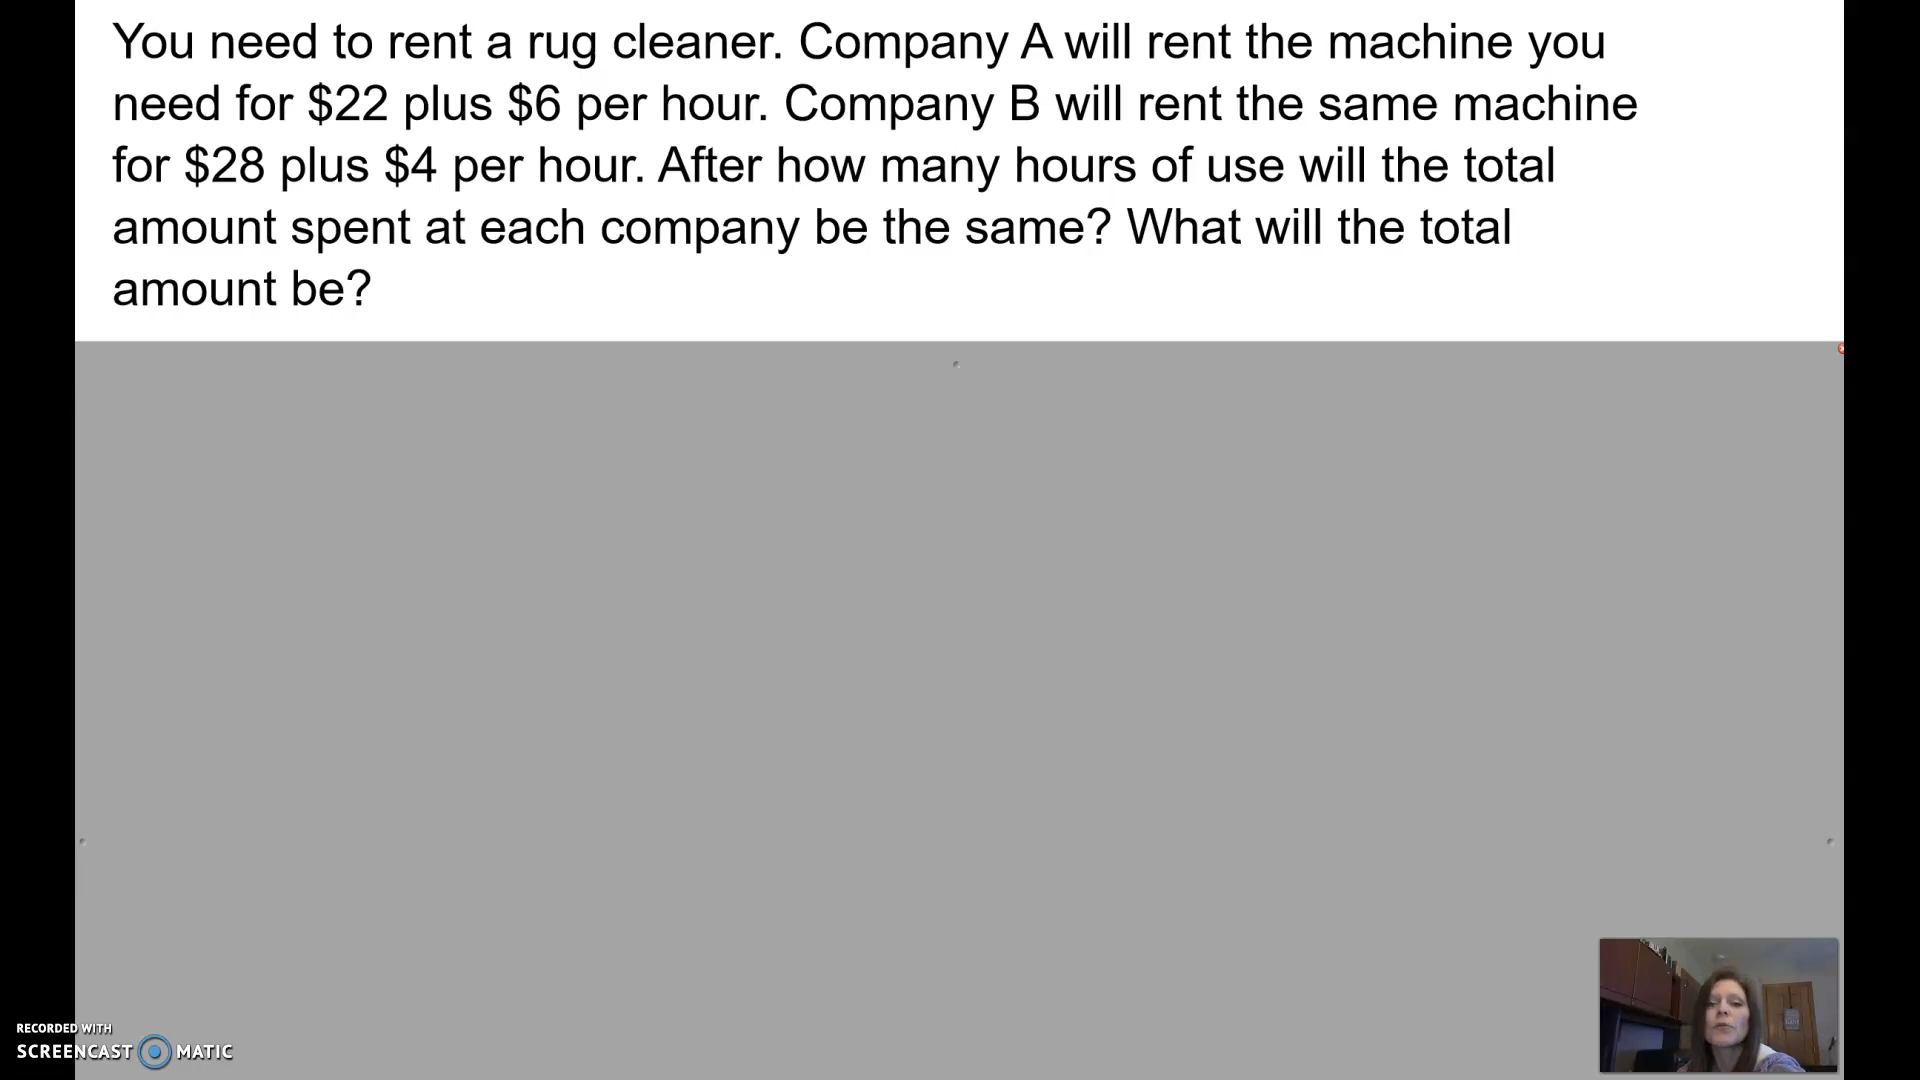 You need to rent a rug cleaner. Company A will rent the machine you
need for $22 plus $6 per hour. Company B will rent the same machine
for $28 plus $4 per hour. After how many hours of use will the total
amount spent at each company be the same? What will the total
amount be?
RECORDED WITH
SCREENCAST MATIC